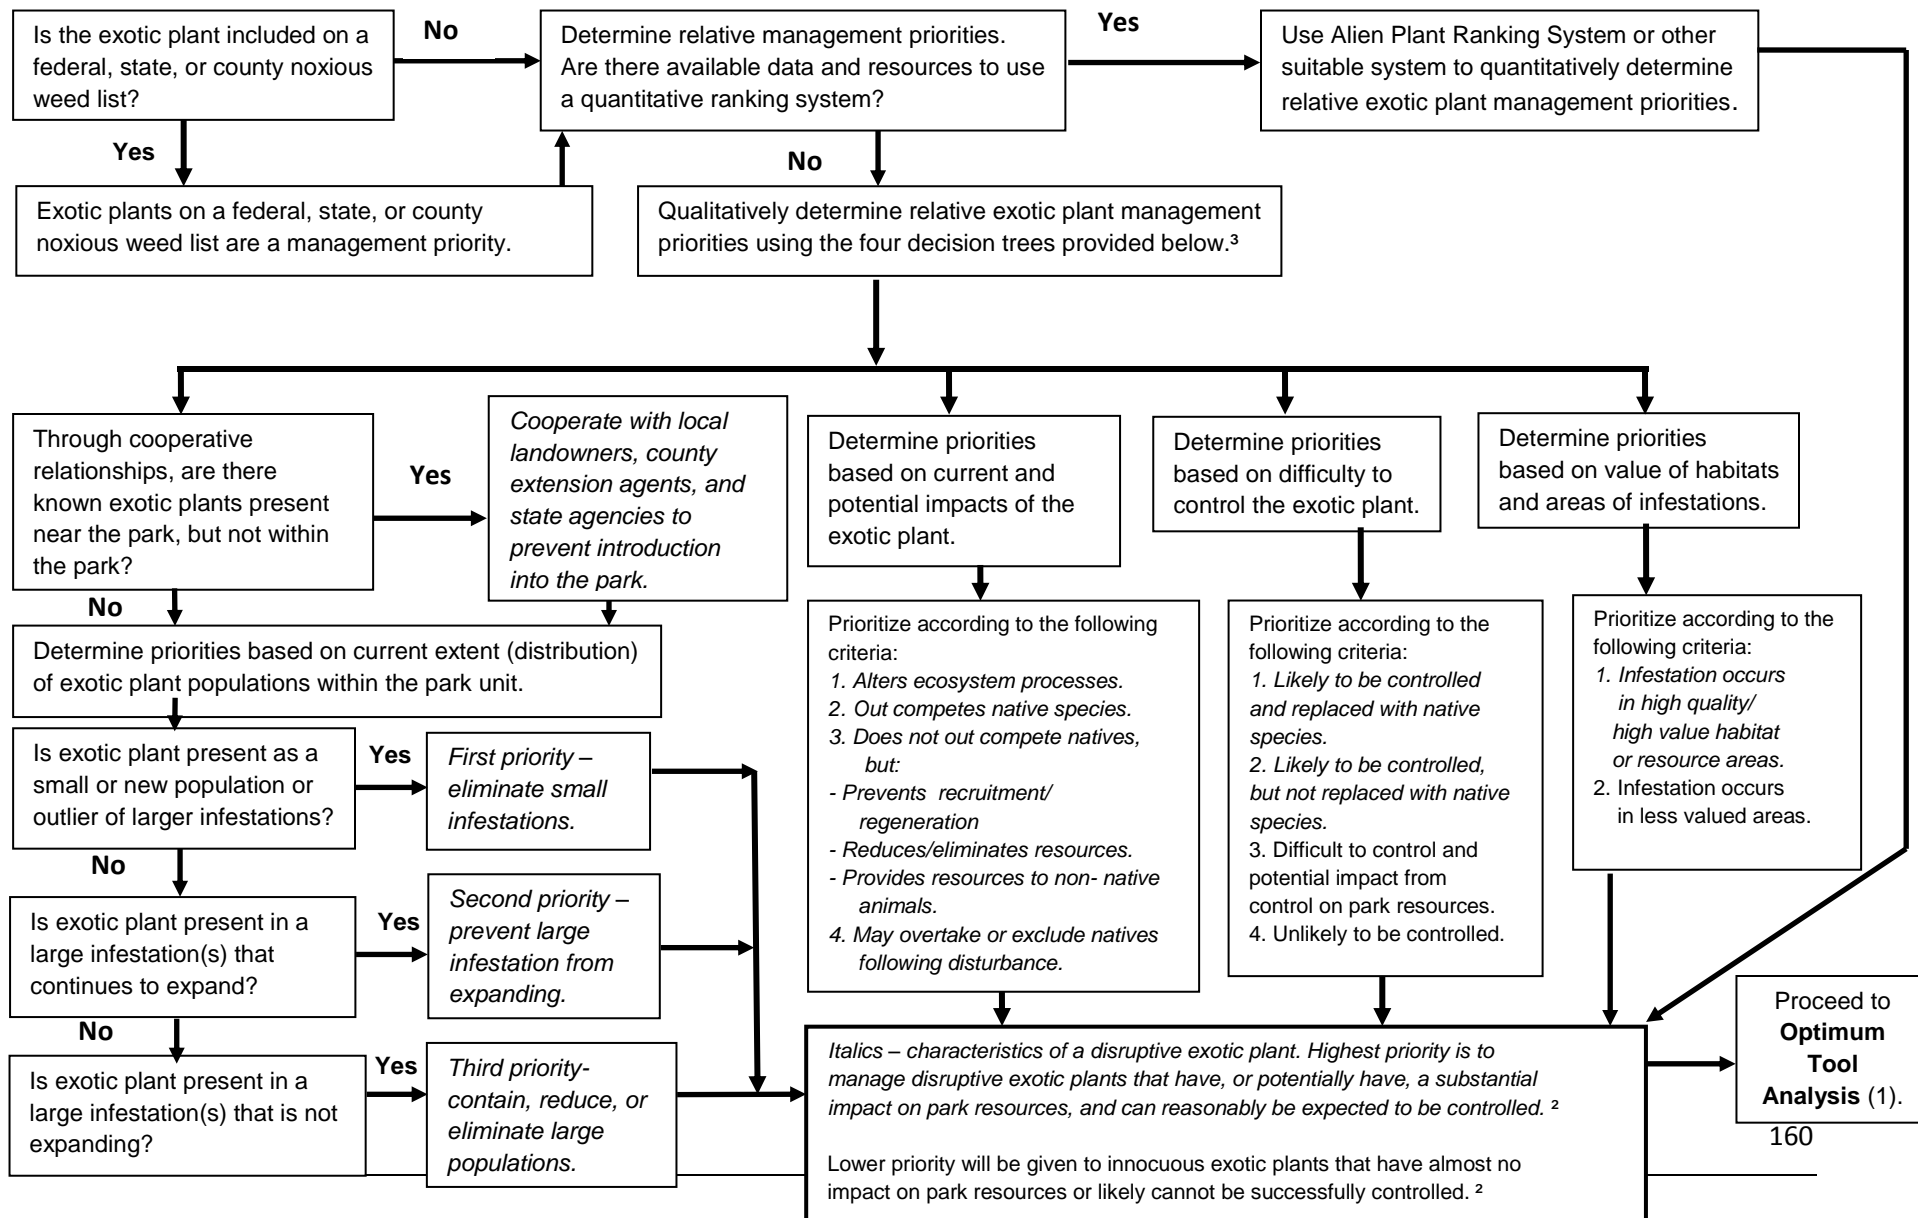 Is the exotic plant included on a
federal, state, or county noxious
weed list?
No
Determine relative management priorities.
Are there available data and resources to use
a quantitative ranking system?
Yes
Use Alien Plant Ranking System or other
suitable system to quantitatively determine
relative exotic plant management priorities.
Yes
No
Exotic plants on a federal, state, or county
noxious weed list are a management priority.
Qualitatively determine relative exotic plant management
priorities using the four decision trees provided below.³
Through cooperative
relationships, are there
known exotic plants present
near the park, but not within
the park?
Yes
Cooperate with local
landowners, county
extension agents, and
state agencies to
prevent introduction
into the park.
Determine priorities
based on current and
potential impacts of the
exotic plant.
Determine priorities
based on difficulty to
control the exotic plant.
Determine priorities
based on value of habitats
and areas of infestations.
No
Determine priorities based on current extent (distribution)
of exotic plant populations within the park unit.
Is exotic plant present as a
small or new population or
outlier of larger infestations?
Yes
First priority –
eliminate small
infestations.
No
Is exotic plant present in a
large infestation(s) that
continues to expand?
Yes
Second priority –
prevent large
infestation from
expanding.
No
Is exotic plant present in a
large infestation(s) that is not
expanding?
Yes
Third priority-
contain, reduce, or
eliminate large
populations.
Prioritize according to the following
criteria:
1. Alters ecosystem processes.
2. Out competes native species.
3. Does not out compete natives,
but:
- Prevents recruitment/
regeneration
- Reduces/eliminates resources.
- Provides resources to non- native
animals.
4. May overtake or exclude natives
following disturbance.
Prioritize according to the
following criteria:
1. Likely to be controlled
and replaced with native
species.
2. Likely to be controlled,
but not replaced with native
species.
3. Difficult to control and
potential impact from
control on park resources.
4. Unlikely to be controlled.
Prioritize according to the
following criteria:
1. Infestation occurs
in high quality/
high value habitat
or resource areas.
2. Infestation occurs
in less valued areas.
Italics – characteristics of a disruptive exotic plant. Highest priority is to
manage disruptive exotic plants that have, or potentially have, a substantial
impact on park resources, and can reasonably be expected to be controlled. ²
Lower priority will be given to innocuous exotic plants that have almost no
impact on park resources or likely cannot be successfully controlled. ²
Proceed to
Optimum
Tool
Analysis (1).
160